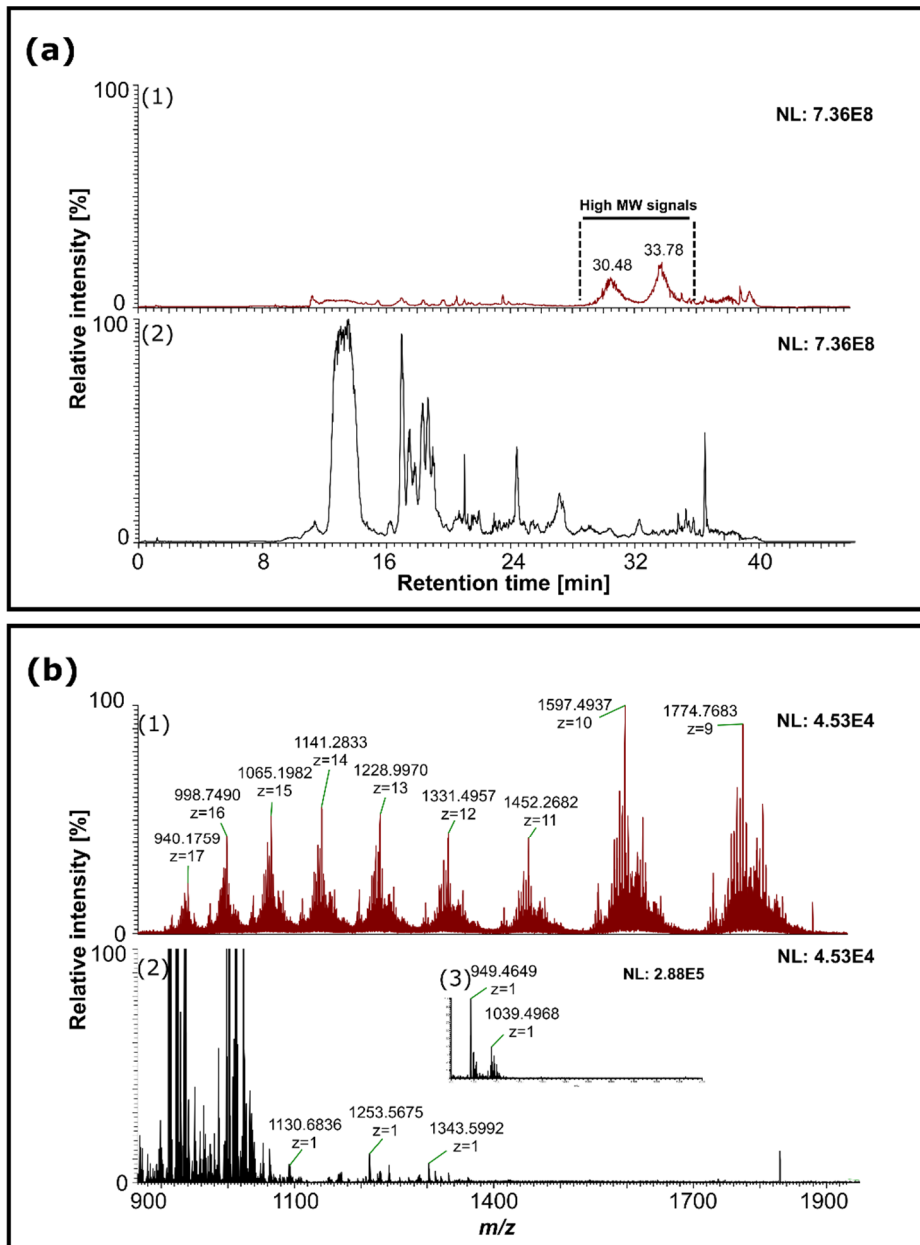 (a)
100
(1)
NL: 7.36E8
High MW signals
30.48
33.78
Relative intensity [%]
0
100
(2)
NL: 7.36E8
0
0 8 16 24 32 40
Retention time [min]
(b)
100
(1)
NL: 4.53E4
940.1759
z=17
998.7490
z=16
1065.1982
z=15
1141.2833
z=14
1228.9970
z=13
1331.4957
z=12
1452.2682
z=11
1597.4937
z=10
1774.7683
z=9
Relative intensity [%]
0
100
(2)
NL: 4.53E4
(3)
949.4649
z=1
1039.4968
z=1
NL: 2.88E5
1130.6836
z=1
1253.5675
z=1
1343.5992
z=1
0
900 1100 1400 1700 1900
m/z